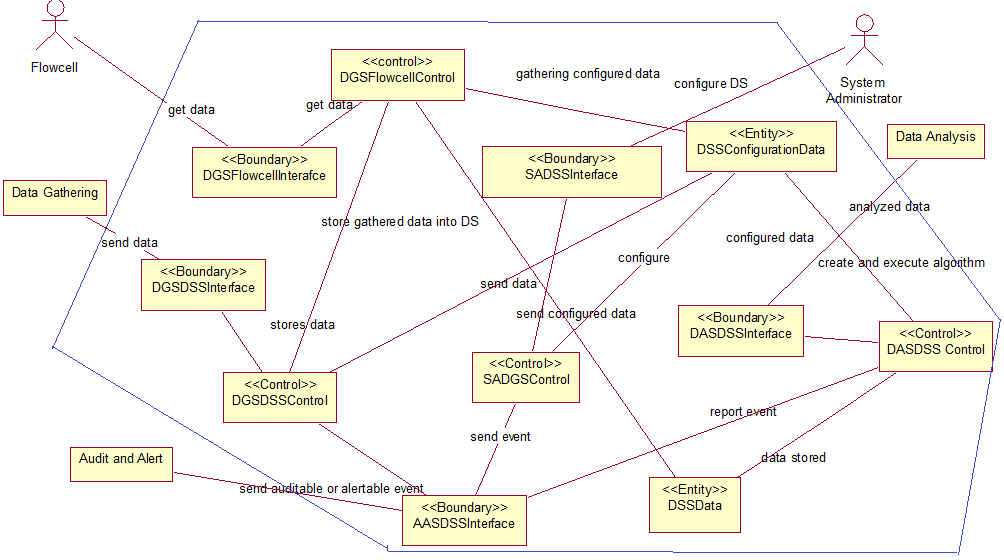 Flowcell
System
Administrator
<<control>>
DGSFlowcellControl
gathering configured data
configure DS
get data
get data
<<Entity>>
DSSConfigurationData
Data Analysis
<<Boundary>>
DGSFlowcellInterafce
<<Boundary>>
SADSSInterface
Data Gathering
analyzed data
store gathered data into DS
send data
configured data
configure
create and execute algorithm
<<Boundary>>
DGSDSSInterface
send data
send configured data
stores data
<<Boundary>>
DASDSSInterface
<<Control>>
DASDSS Control
<<Control>>
DGSDSSControl
<<Control>>
SADGSControl
report event
send event
Audit and Alert
data stored
send auditable or alertable event
<<Boundary>>
AASDSSInterface
<<Entity>>
DSSData